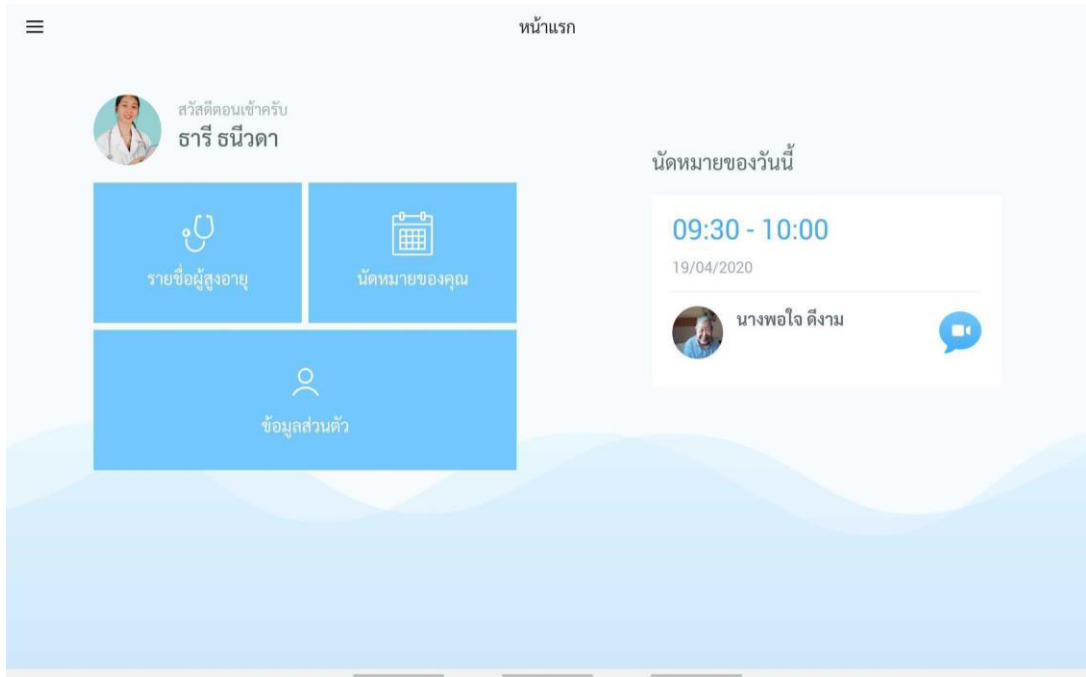 หน้าแรก
สวัสดีตอนเช้าครับ
ธารี ธนีวดา
รายชื่อผู้สูงอายุ
นัดหมายของคุณ
ข้อมูลส่วนตัว
นัดหมายของวันนี้
09:30 - 10:00
19/04/2020
นางพอใจ ดีงาม